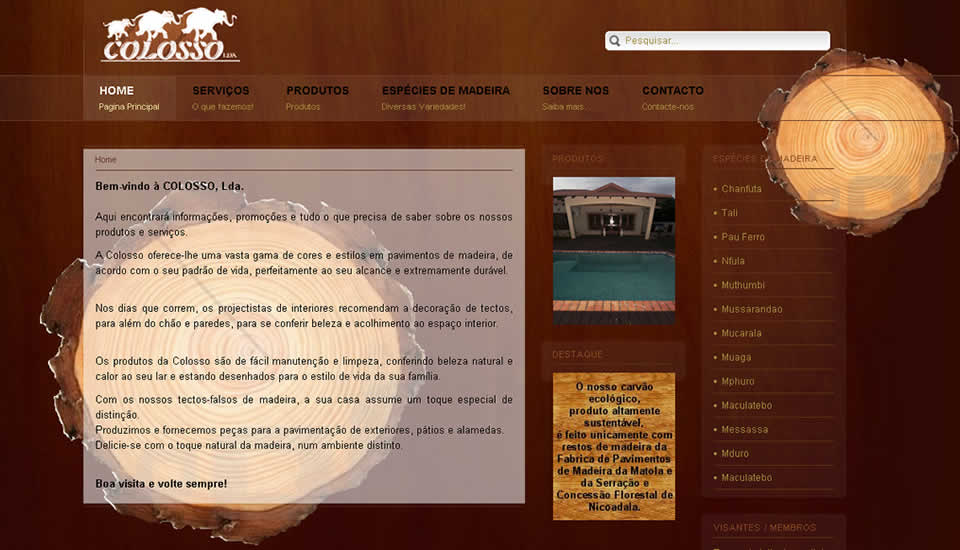 COLOSSO LDA.
Pesquisar...
HOME
Pagina Principal
SERVIÇOS
O que fazemos!
PRODUTOS
Produtos
ESPÉCIES DE MADEIRA
Diversas Variedades!
SOBRE NOS
Saiba mais...
CONTACTO
Contacte-nos
Home
Bem-vindo à COLOSSO, Lda.
Aqui encontrará informações, promoções e tudo o que precisa de saber sobre os nossos
produtos e serviços.
A Colosso oferece-lhe uma vasta gama de cores e estilos em pavimentos de madeira, de
acordo com o seu padrão de vida, perfeitamente ao seu alcance e extremamente durável.
Nos dias que correm, os projectistas de interiores recomendam a decoração de tectos,
para além do chão e paredes, para se conferir beleza e acolhimento ao espaço interior.
Os produtos da Colosso são de fácil manutenção e limpeza, conferindo beleza natural e
calor ao seu lar e estando desenhados para o estilo de vida da sua família.
Com os nossos tectos-falsos de madeira, a sua casa assume um toque especial de
distinção.
Produzimos e fornecemos peças para a pavimentação de exteriores, pátios e alamedas.
Delicie-se com o toque natural da madeira, num ambiente distinto.
Boa visita e volte sempre!
PRODUTOS
DESTAQUE
O nosso carvão
ecológico,
produto altamente
sustentável,
é feito unicamente com
restos de madeira da
Fabrica de Pavimentos
de Madeira da Matola e
da Serração e
Concessão Florestal de
Nicoadala.
ESPÉCIES DE MADEIRA
Chanfuta
Tali
Pau Ferro
Nfula
Muthumbi
Mussarandao
Mucarala
Muaga
Mphuro
Maculatebo
Messassa
Mduro
Maculatebo
VISANTES / MEMBROS